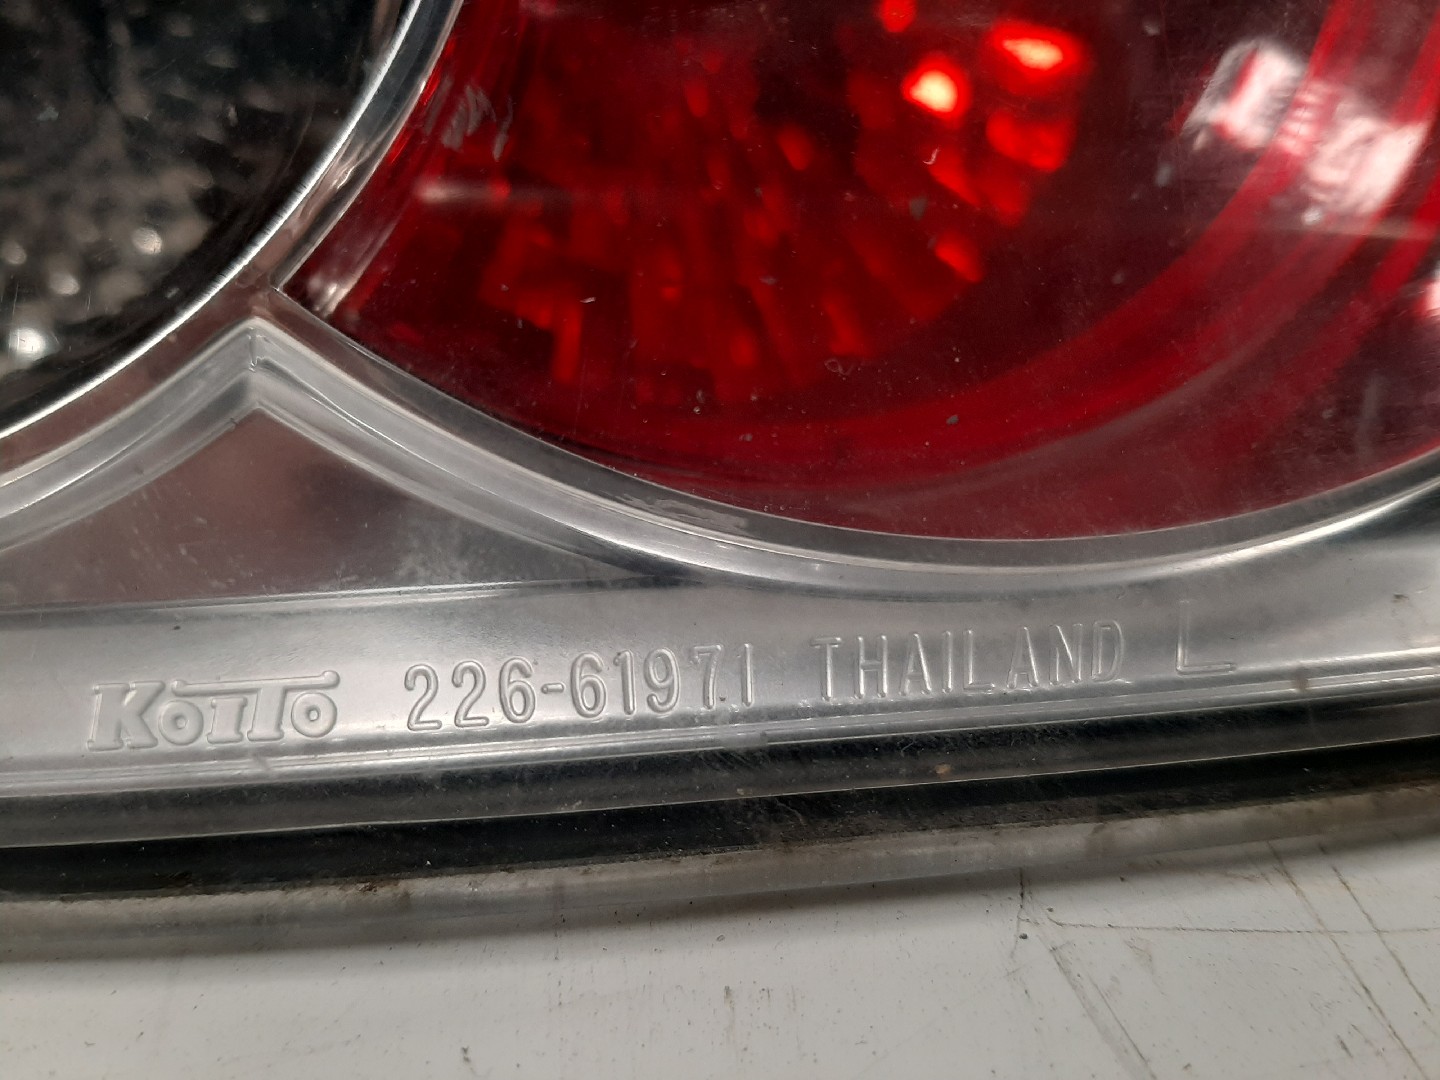 KOITO 226-61971 THAILAND L